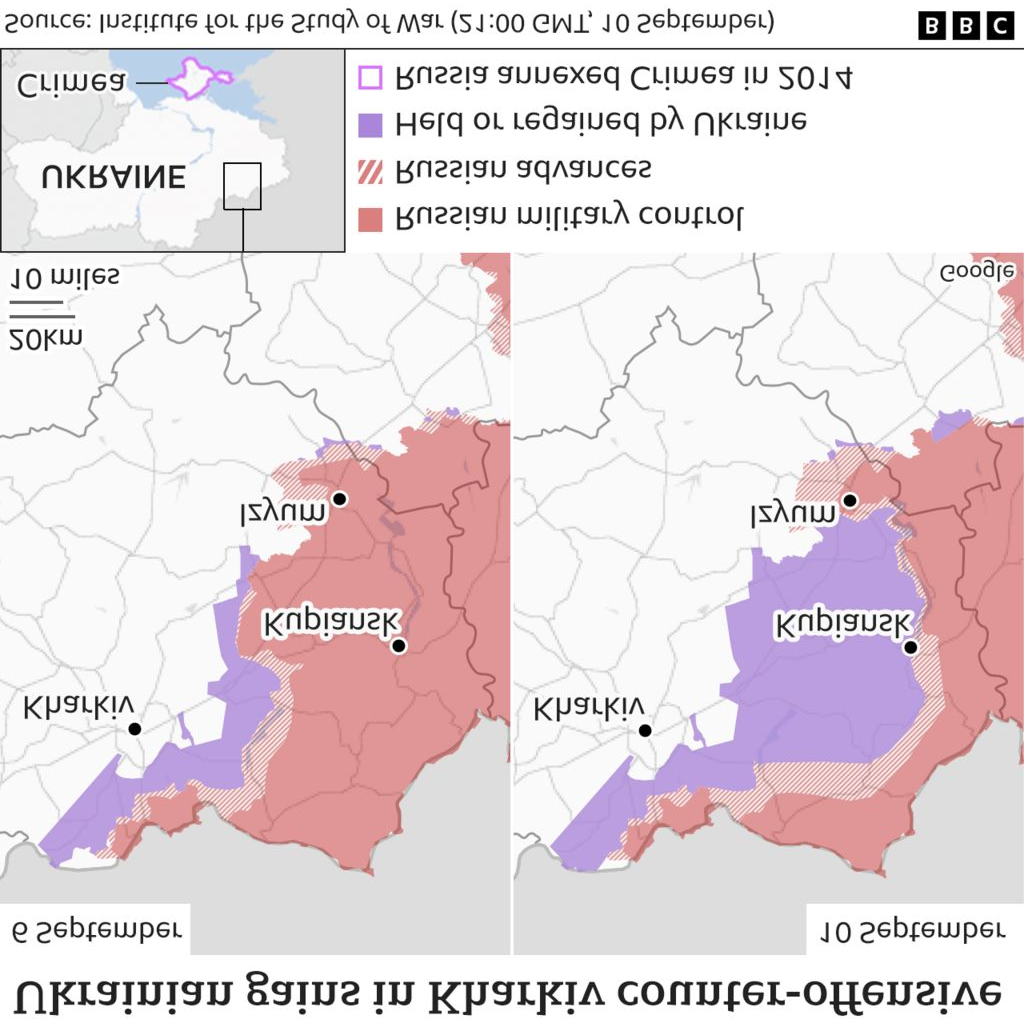 Ukrainian gains in Kharkiv counter-offensive
6 September
10 September
Kharkiv
Kupiansk
Izyum
Kharkiv
Kupiansk
Izyum
20km
10 miles
Google
Russian military control
Russian advances
Held or regained by Ukraine
Russia annexed Crimea in 2014
UKRAINE
Crimea
Source: Institute for the Study of War (21:00 GMT, 10 September)
BBC